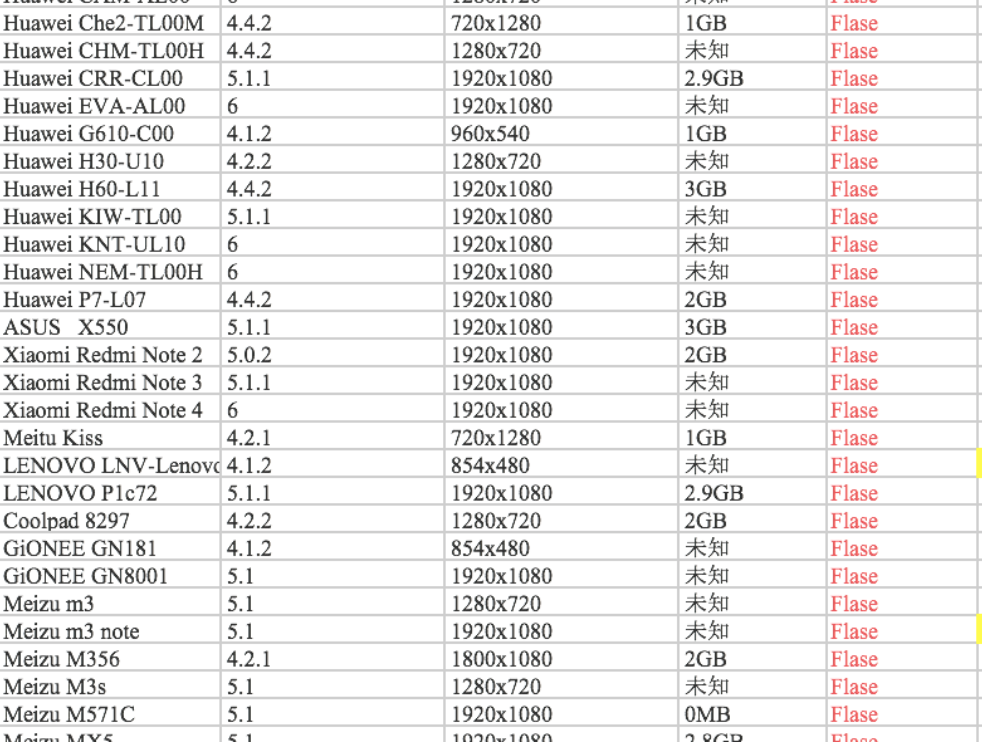 Huawei CAM-AL00 6 1280x720 未知 Flase
Huawei Che2-TL00M 4.4.2 720x1280 1GB Flase
Huawei CHM-TL00H 4.4.2 1280x720 未知 Flase
Huawei CRR-CL00 5.1.1 1920x1080 2.9GB Flase
Huawei EVA-AL00 6 1920x1080 未知 Flase
Huawei G610-C00 4.1.2 960x540 1GB Flase
Huawei H30-U10 4.2.2 1280x720 未知 Flase
Huawei H60-L11 4.4.2 1920x1080 3GB Flase
Huawei KIW-TL00 5.1.1 1920x1080 未知 Flase
Huawei KNT-UL10 6 1920x1080 未知 Flase
Huawei NEM-TL00H 6 1920x1080 未知 Flase
Huawei P7-L07 4.4.2 1920x1080 2GB Flase
ASUS X550 5.1.1 1920x1080 3GB Flase
Xiaomi Redmi Note 2 5.0.2 1920x1080 2GB Flase
Xiaomi Redmi Note 3 5.1.1 1920x1080 未知 Flase
Xiaomi Redmi Note 4 6 1920x1080 未知 Flase
Meitu Kiss 4.2.1 720x1280 1GB Flase
LENOVO LNV-Lenovo 4.1.2 854x480 未知 Flase
LENOVO P1c72 5.1.1 1920x1080 2.9GB Flase
Coolpad 8297 4.2.2 1280x720 2GB Flase
GiONEE GN181 4.1.2 854x480 未知 Flase
GiONEE GN8001 5.1 1920x1080 未知 Flase
Meizu m3 5.1 1280x720 未知 Flase
Meizu m3 note 5.1 1920x1080 未知 Flase
Meizu M356 4.2.1 1800x1080 2GB Flase
Meizu M3s 5.1 1280x720 未知 Flase
Meizu M571C 5.1 1920x1080 0MB Flase
Meizu MX5 5.1 1920x1080 2.8GB Flase